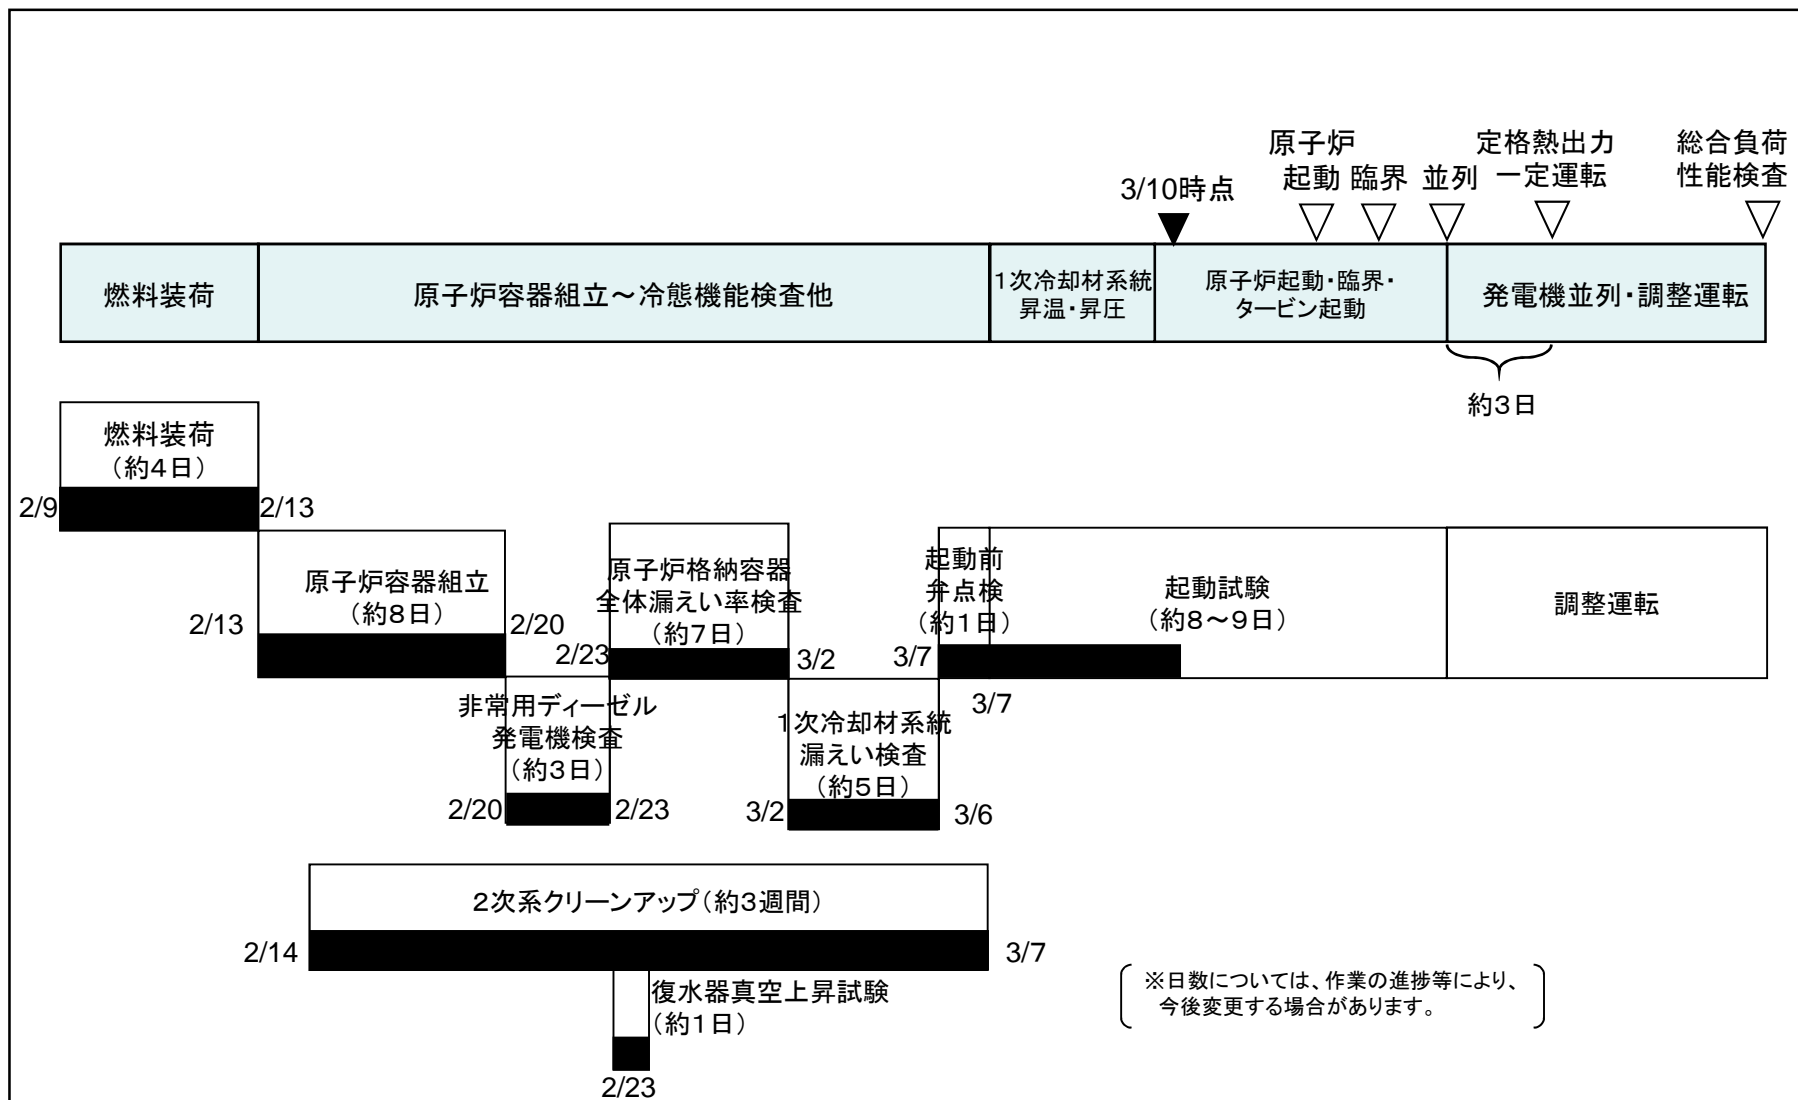 原子炉
起動
臨界
並列
定格熱出力
一定運転
総合負荷
性能検査
3/10時点
燃料装荷
原子炉容器組立～冷態機能検査他
1次冷却材系統
昇温・昇圧
原子炉起動・臨界・
タービン起動
発電機並列・調整運転
約3日
燃料装荷
（約4日）
2/9
2/13
原子炉容器組立
（約8日）
2/13
2/20
原子炉格納容器
全体漏えい率検査
（約7日）
2/23
3/2
起動前
弁点検
（約1日）
3/7
3/7
起動試験
（約8～9日）
調整運転
非常用ディーゼル
発電機検査
（約3日）
2/20
2/23
1次冷却材系統
漏えい検査
（約5日）
3/2
3/6
2次系クリーンアップ（約3週間）
2/14
3/7
復水器真空上昇試験
（約1日）
2/23
※日数については、作業の進捗等により、
今後変更する場合があります。